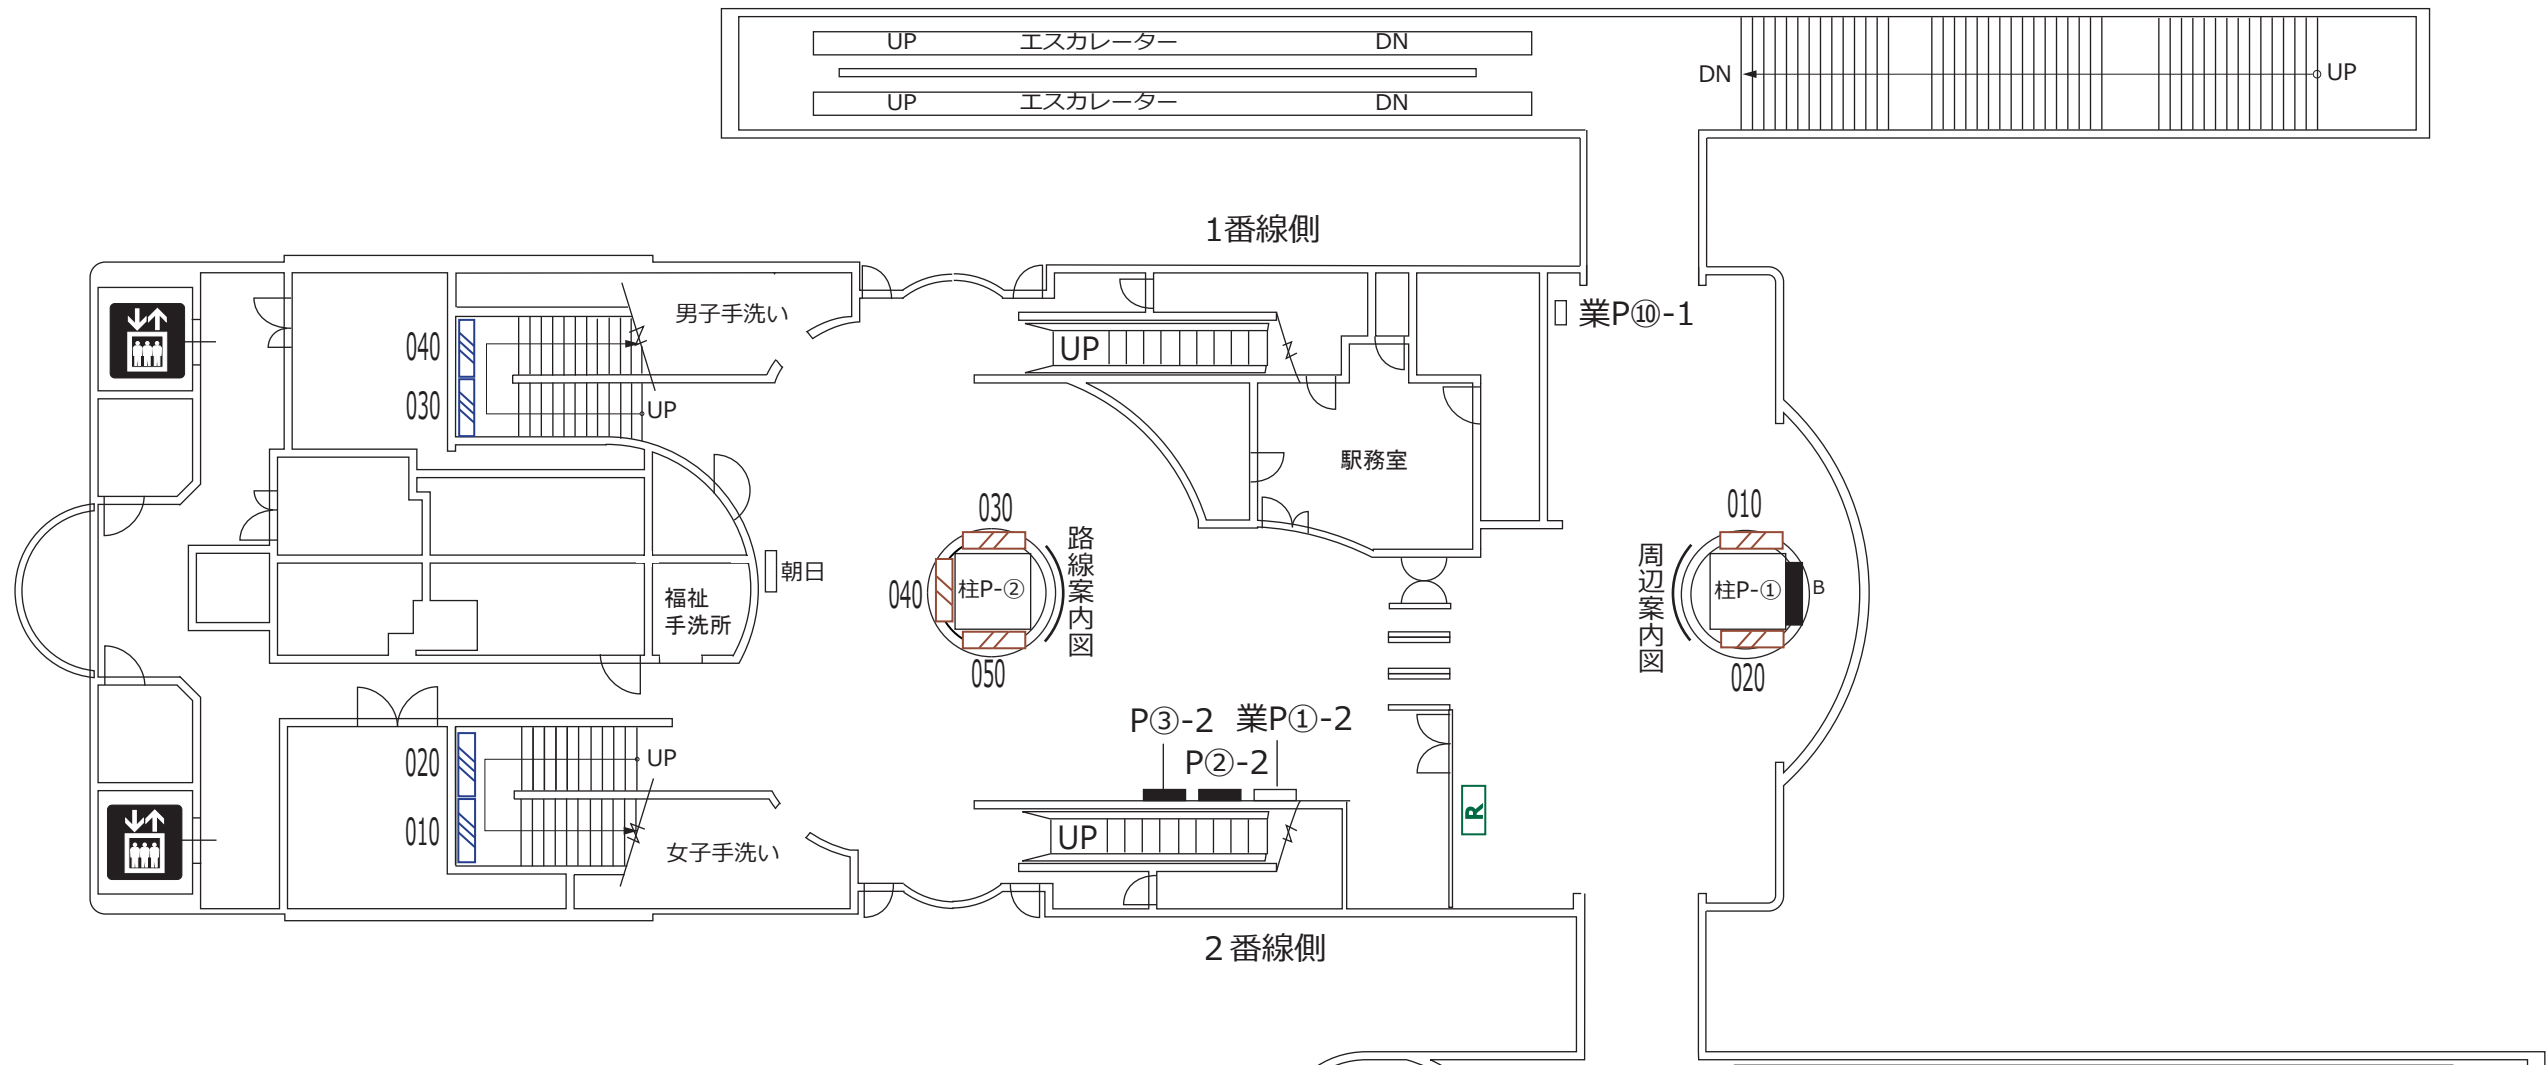 UP エスカレーター DN
UP エスカレーター DN
DN UP
1番線側
男子手洗い
040
030
UP
UP
業P⑩-1
駅務室
030
040
柱P-②
050
路線案内図
周辺案内図
010
柱P-①
B
020
朝日
福祉
手洗所
P③-2 業P①-2
P②-2
020
010
UP
UP
R
女子手洗い
2番線側